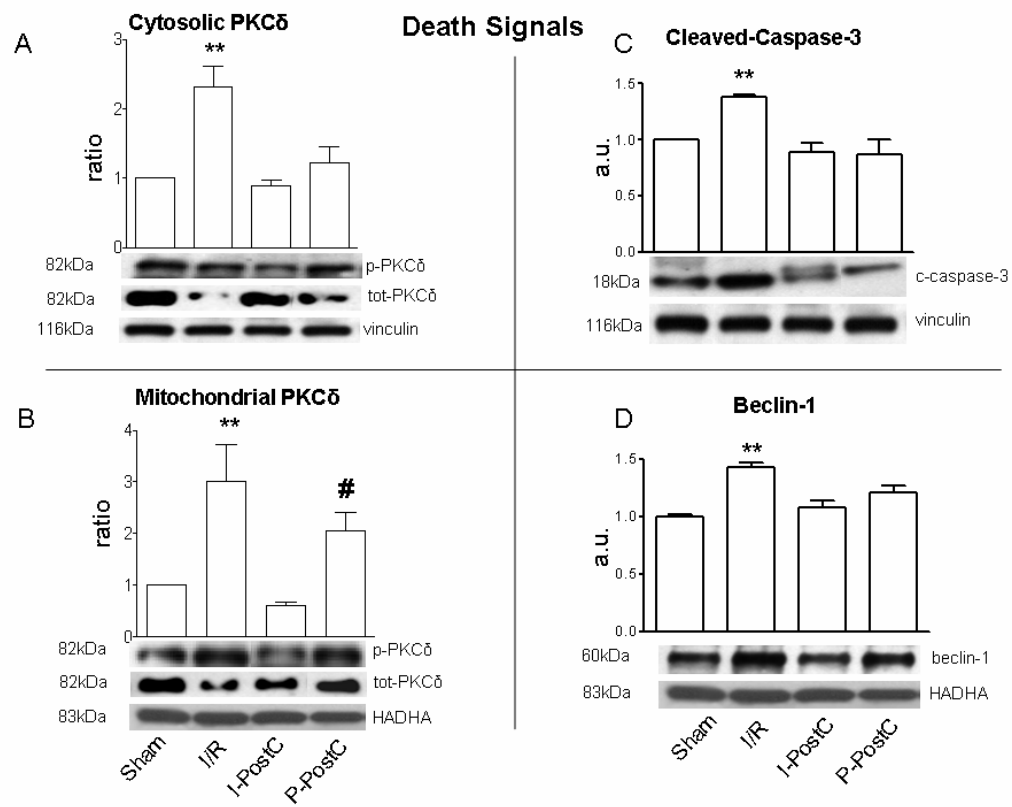 Death Signals
A
Cytosolic PKCδ
3
**
2
ratio
1
0
82kDa
p-PKCδ
82kDa
tot-PKCδ
116kDa
vinculin
C
Cleaved-Caspase-3
1.5
**
1.0
a.u.
0.5
0.0
18kDa
c-caspase-3
116kDa
vinculin
B
Mitochondrial PKCδ
4
**
3
#
ratio
2
1
0
82kDa
p-PKCδ
82kDa
tot-PKCδ
83kDa
HADHA
Sham
I/R
I-PostC
P-PostC
D
Beclin-1
1.5
**
1.0
a.u.
0.5
0.0
60kDa
beclin-1
83kDa
HADHA
Sham
I/R
I-PostC
P-PostC